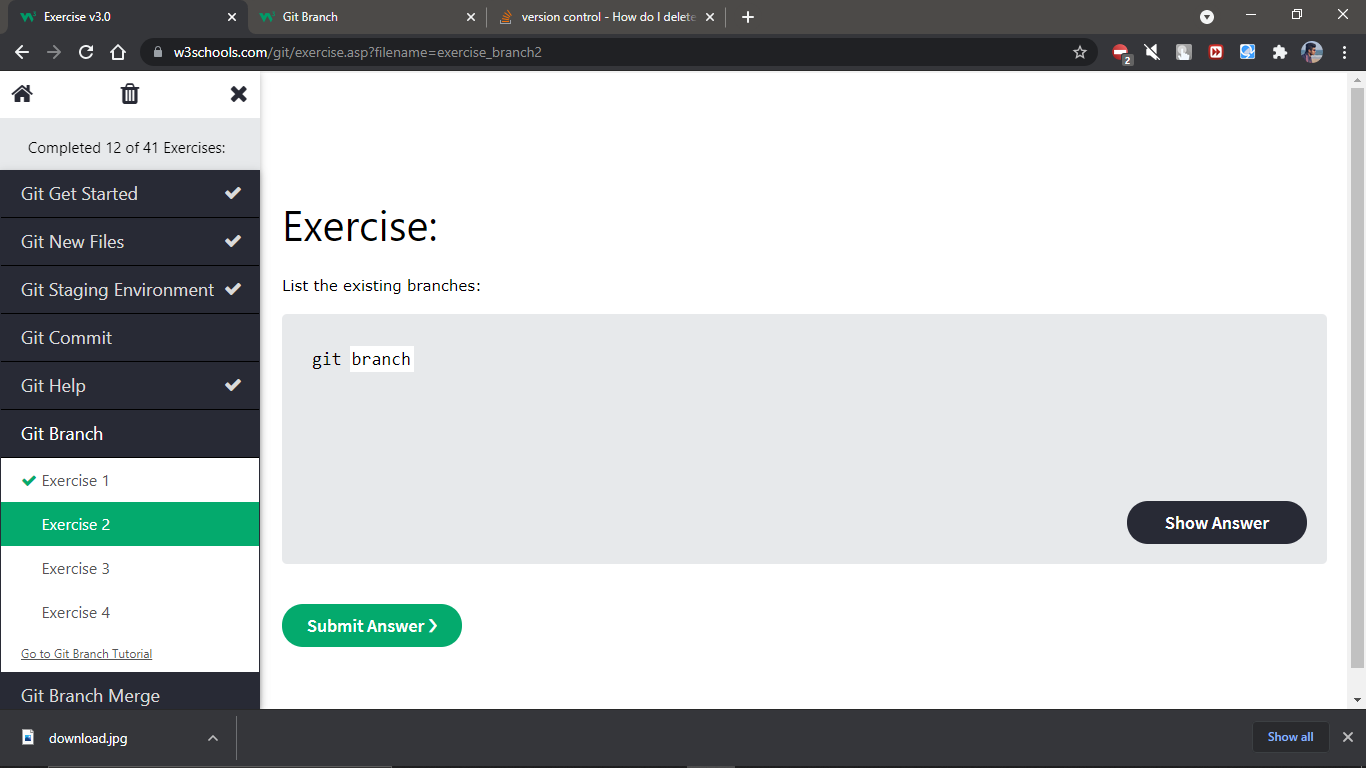 Exercise v3.0
Git Branch
version control - How do I delete
w3schools.com/git/exercise.asp?filename=exercise_branch2
2
Completed 12 of 41 Exercises:
Git Get Started
Git New Files
Git Staging Environment
Git Commit
Git Help
Git Branch
Exercise 1
Exercise 2
Exercise 3
Exercise 4
Go to Git Branch Tutorial
Git Branch Merge
Exercise:
List the existing branches:
git branch
Show Answer
Submit Answer ❯
download.jpg
Show all